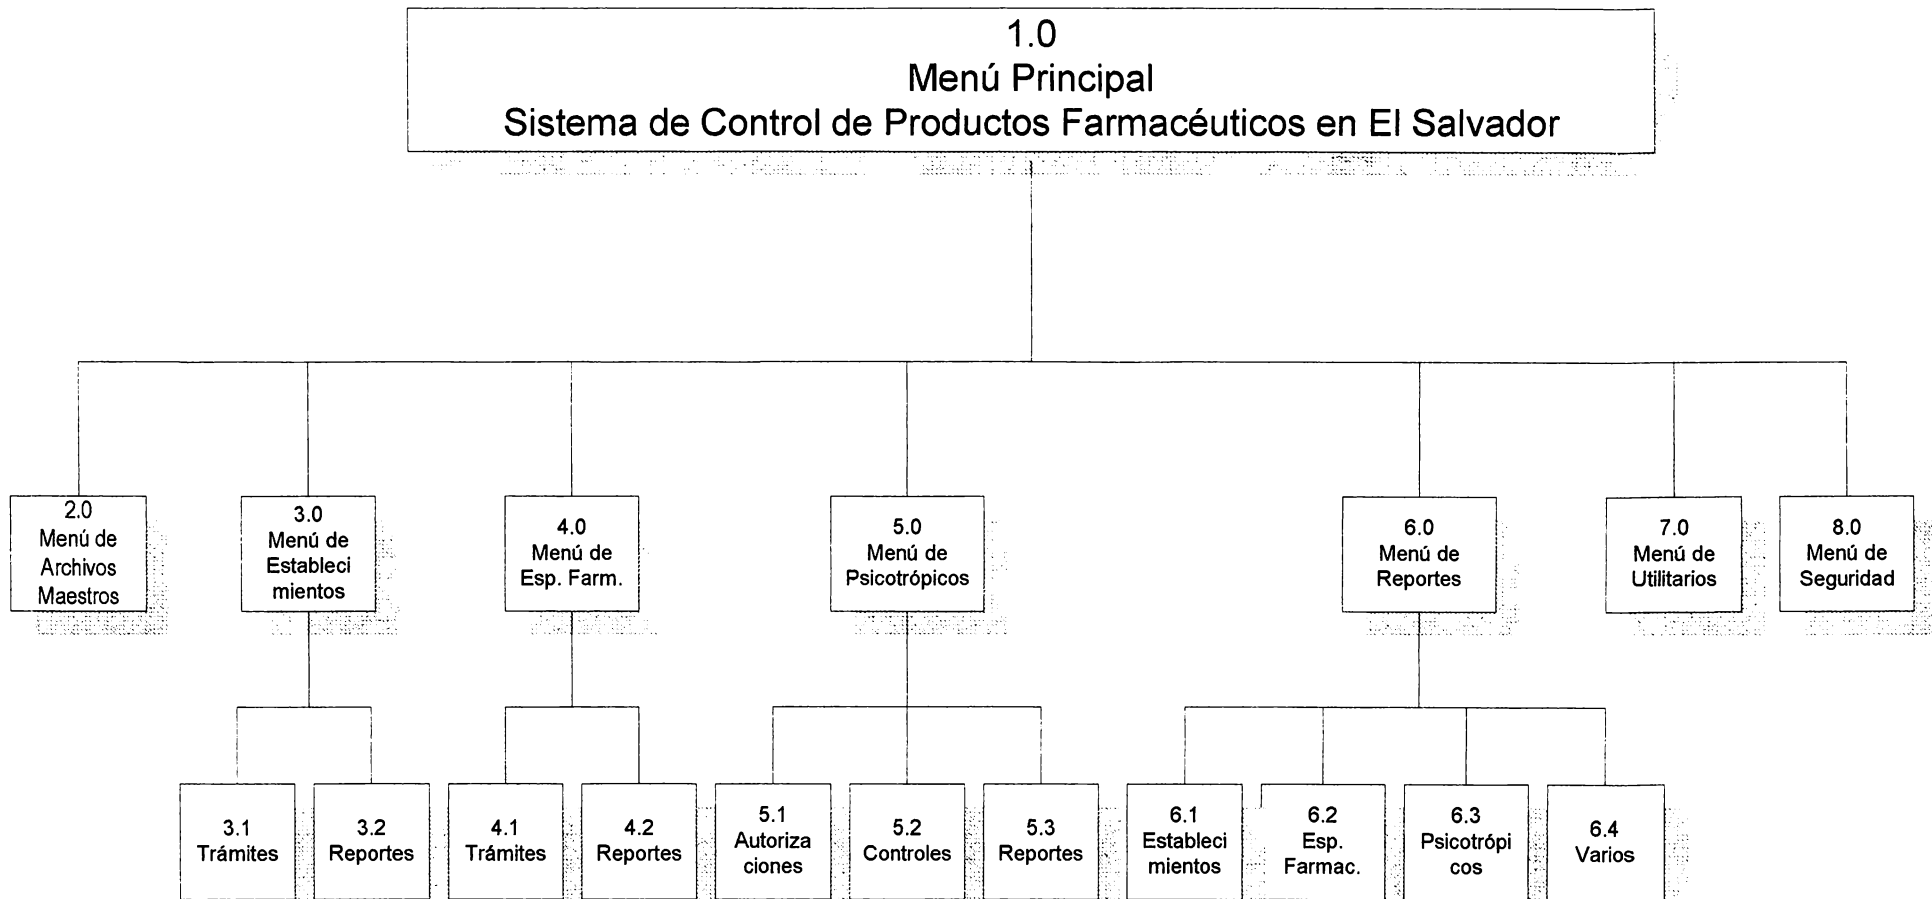 1.0
Menú Principal
Sistema de Control de Productos Farmacéuticos en El Salvador
2.0
Menú de
Archivos
Maestros
3.0
Menú de
Estableci
mientos
4.0
Menú de
Esp. Farm.
5.0
Menú de
Psicotrópicos
6.0
Menú de
Reportes
7.0
Menú de
Utilitarios
8.0
Menú de
Seguridad
3.1
Trámites
3.2
Reportes
4.1
Trámites
4.2
Reportes
5.1
Autoriza
ciones
5.2
Controles
5.3
Reportes
6.1
Estableci
mientos
6.2
Esp.
Farmac.
6.3
Psicotrópi
cos
6.4
Varios